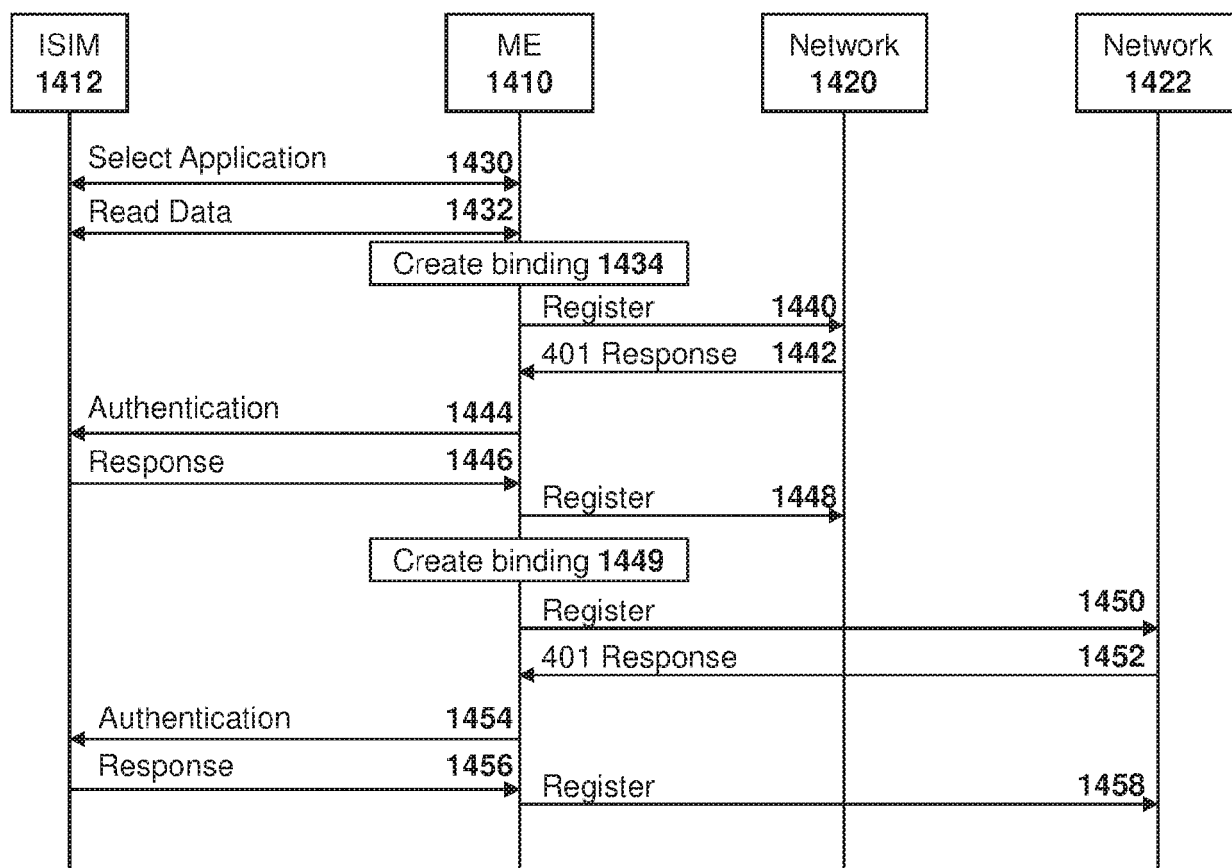 ISIM
1412
ME
1410
Network
1420
Network
1422
Select Application 1430
Read Data 1432
Create binding 1434
Register 1440
401 Response 1442
Authentication 1444
Response 1446
Register 1448
Create binding 1449
Register 1450
401 Response 1452
Authentication 1454
Response 1456
Register 1458